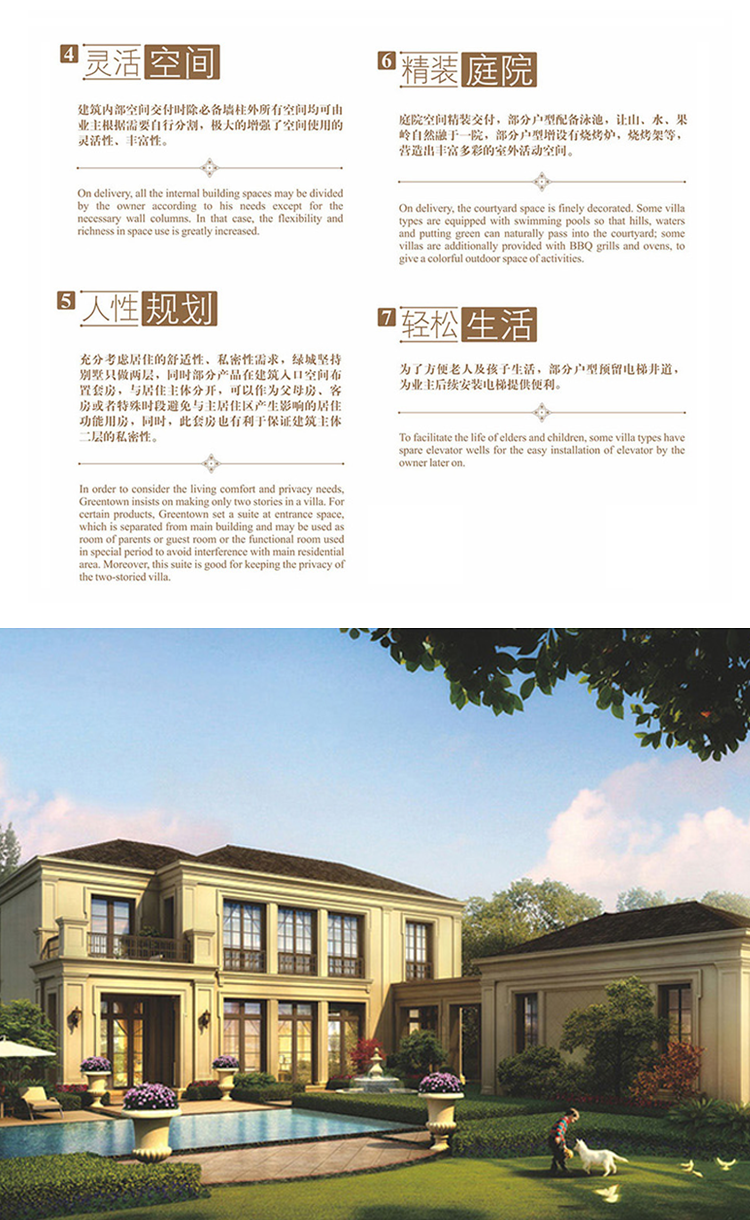 4 灵活空间
建筑内部空间交付时除必备墙柱外所有空间均可由
业主根据需要自行分割，极大的增强了空间使用的
灵活性、丰富性。
On delivery, all the internal building spaces may be divided
by the owner according to his needs except for the
necessary wall columns. In that case, the flexibility and
richness in space use is greatly increased.
5 人性规划
充分考虑居住的舒适性、私密性需求，绿城坚持
别墅只做两层，同时部分产品在建筑入口空间布
置套房，与居住主体分开，可以作为父母房、客
房或者特殊时段避免与主居住区产生影响的居住
功能用房，同时，此套房也有利于保证建筑主体
二层的私密性。
In order to consider the living comfort and privacy needs,
Greentown insists on making only two stories in a villa. For
certain products, Greentown set a suite at entrance space,
which is separated from main building and may be used as
room of parents or guest room or the functional room used
in special period to avoid interference with main residential
area. Moreover, this suite is good for keeping the privacy of
the two-storied villa.
6 精装庭院
庭院空间精装交付，部分户型配备泳池，让山、水、果
岭自然融于一院，部分户型增设有烧烤炉，烧烤架等，
营造出丰富多彩的室外活动空间。
On delivery, the courtyard space is finely decorated. Some villa
types are equipped with swimming pools so that hills, waters
and putting green can naturally pass into the courtyard; some
villas are additionally provided with BBQ grills and ovens, to
give a colorful outdoor space of activities.
7 轻松生活
为了方便老人及孩子生活，部分户型预留电梯井道，
为业主后续安装电梯提供便利。
To facilitate the life of elders and children, some villa types have
spare elevator wells for the easy installation of elevator by the
owner later on.